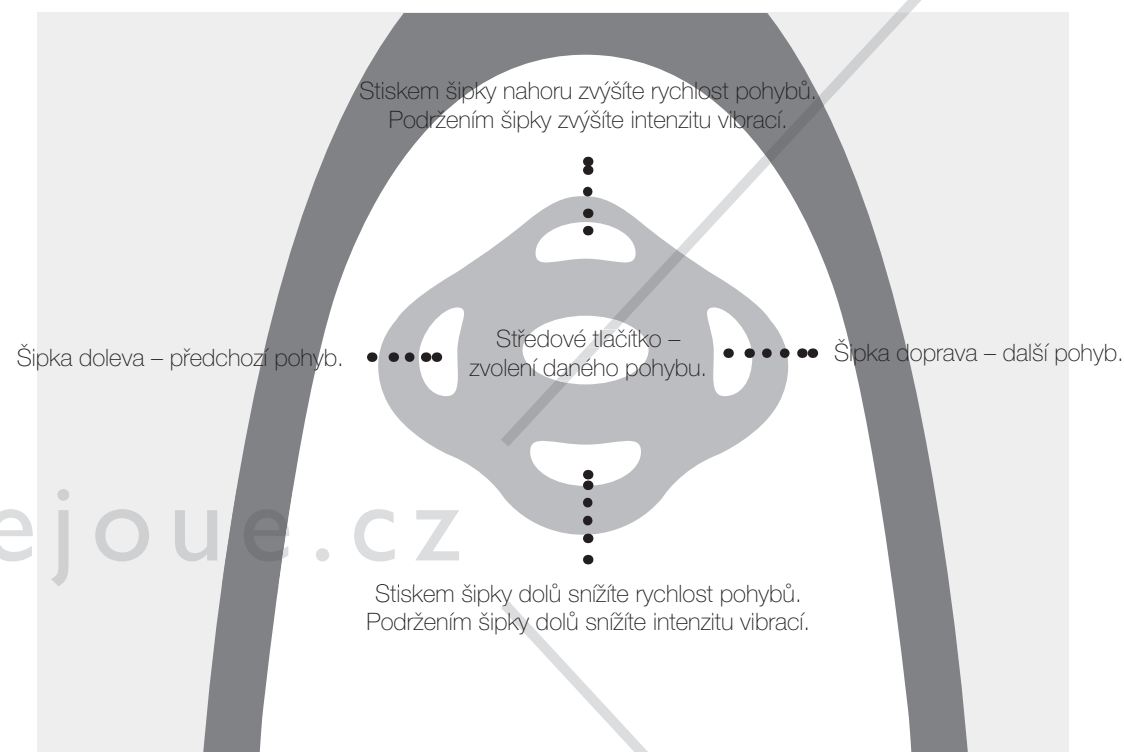 Stiskem šipky nahoru zvýšíte rychlost pohybů.
Podržením šipky zvýšíte intenzitu vibrací.
Šipka doleva – předchozí pohyb.
Středové tlačítko –
zvolení daného pohybu.
Šipka doprava – další pohyb.
ejoue.cz
Stiskem šipky dolů snížíte rychlost pohybů.
Podržením šipky dolů snížíte intenzitu vibrací.